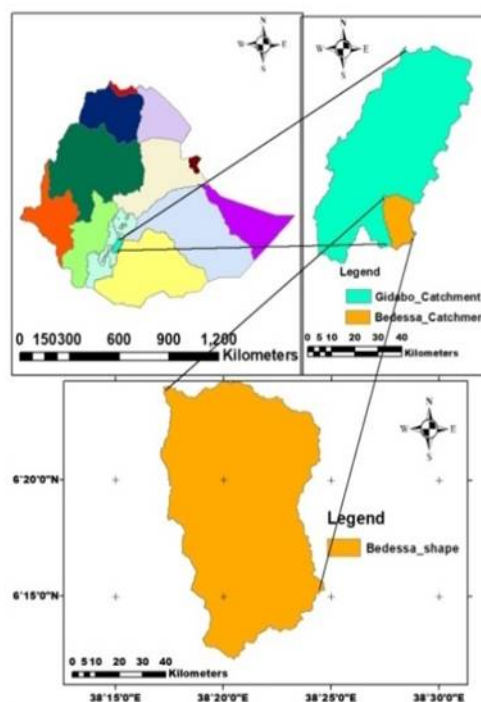 N
W E
S
0 150300 600 900 1,200
Kilometers
N
W E
S
Legend
Gidabo_Catchment
Bedessa_Catchment
0 5 10 20 30 40
Kilometers
N
W E
S
6°20'0"N
6°15'0"N
Legend
Bedessa_shape
0 5 10 20 30 40
Kilometers
38°15'0"E 38°20'0"E 38°25'0"E 38°30'0"E